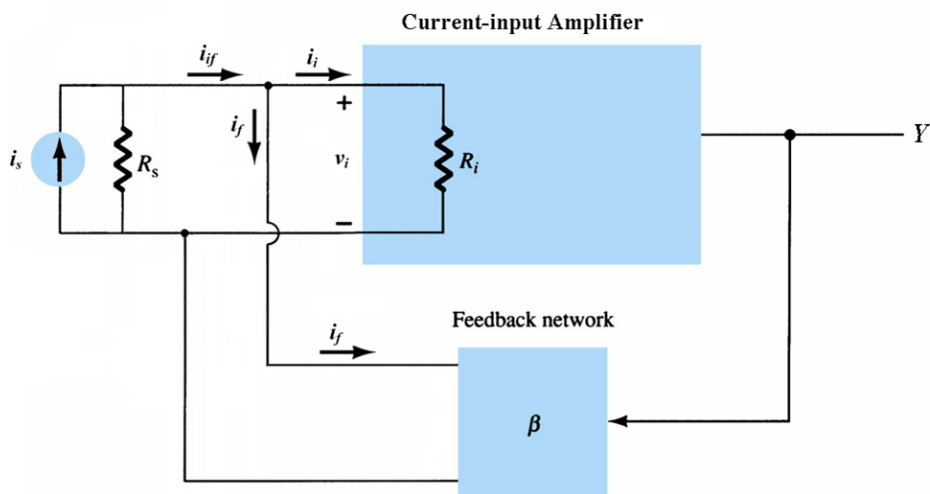 Current-input Amplifier
i_if
i_i
+
i_f
i_s
R_s
v_i
R_i
Y
−
Feedback network
i_f
β